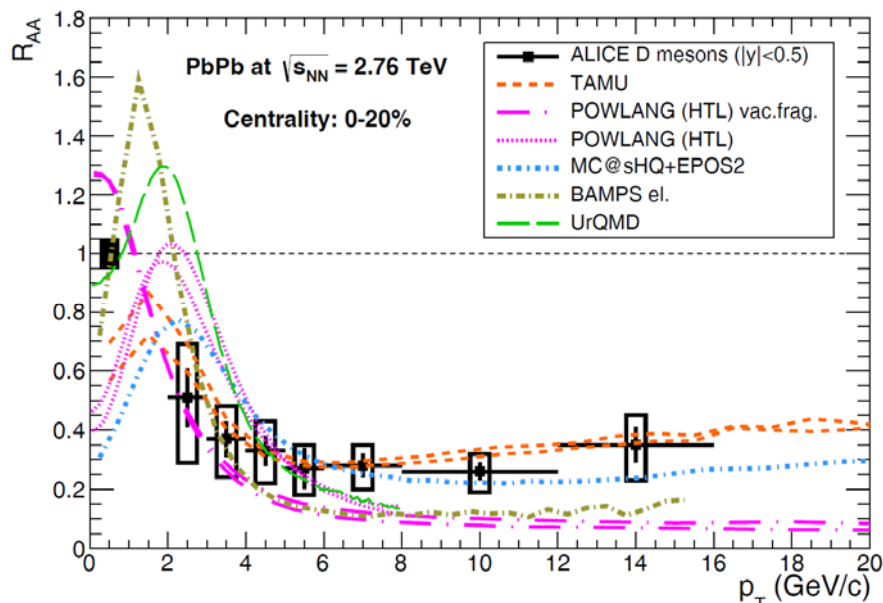 R_AA
1.8
1.6
1.4
1.2
1
0.8
0.6
0.4
0.2
0
PbPb at √s_NN = 2.76 TeV
Centrality: 0-20%
ALICE D mesons (|y|<0.5)
TAMU
POWLANG (HTL) vac.frag.
POWLANG (HTL)
MC@sHQ+EPOS2
BAMPS el.
UrQMD
0 2 4 6 8 10 12 14 16 18 20
p_T (GeV/c)